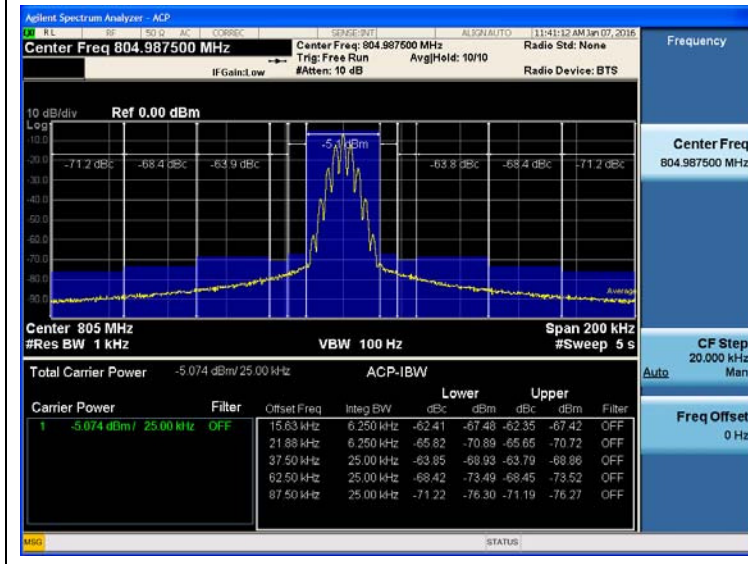 Agilent Spectrum Analyzer - ACP
RL RF 50 Ω AC CORREC SENSE:INT ALIGN AUTO 11:41:12 AM Jan 07, 2016
Center Freq 804.987500 MHz Center Freq: 804.987500 MHz Radio Std: None
Trig: Free Run Avg|Hold: 10/10
IFGain:Low #Atten: 10 dB Radio Device: BTS
10 dB/div Ref 0.00 dBm
Log
-10.0
-20.0
-30.0
-40.0
-50.0
-60.0
-70.0
-80.0
-90.0
-5.1 dBm
-71.2 dBc -68.4 dBc -63.9 dBc -63.8 dBc -68.4 dBc -71.2 dBc
Average
Center 805 MHz Span 200 kHz
#Res BW 1 kHz VBW 100 Hz #Sweep 5 s
Total Carrier Power -5.074 dBm/ 25.00 kHz ACP-IBW
Lower Upper
Carrier Power Filter Offset Freq Integ BW dBc dBm dBc dBm Filter
1 -5.074 dBm / 25.00 kHz OFF 15.63 kHz 6.250 kHz -62.41 -67.48 -62.35 -67.42 OFF
21.88 kHz 6.250 kHz -65.82 -70.89 -65.65 -70.72 OFF
37.50 kHz 25.00 kHz -63.85 -68.93 -63.79 -68.86 OFF
62.50 kHz 25.00 kHz -68.42 -73.49 -68.45 -73.52 OFF
87.50 kHz 25.00 kHz -71.22 -76.30 -71.19 -76.27 OFF
MSG STATUS
Frequency
Center Freq
804.987500 MHz
CF Step
20.000 kHz
Auto Man
Freq Offset
0 Hz